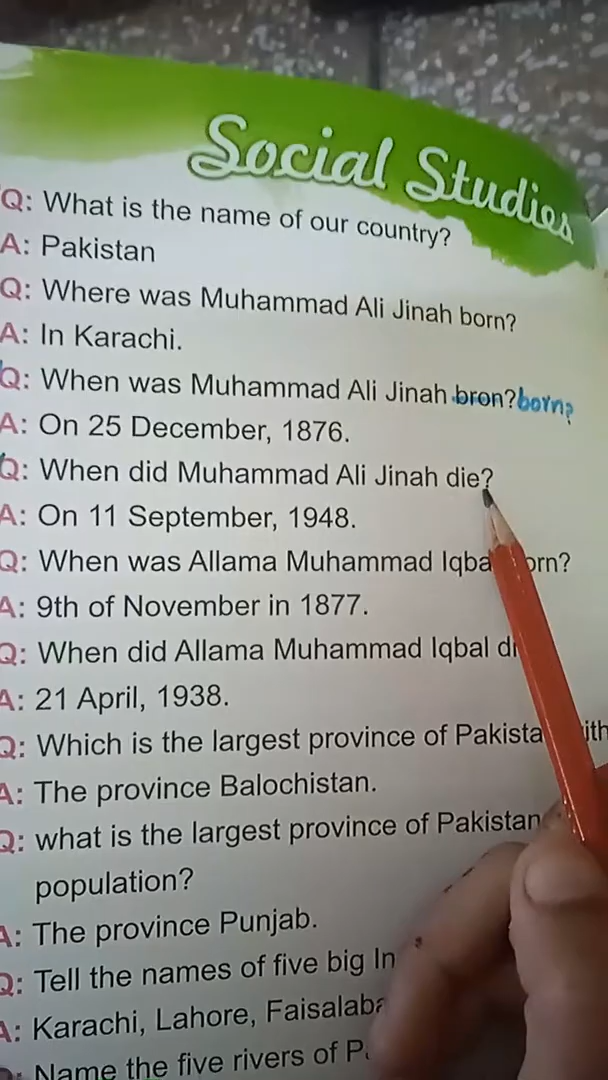 Social Studies
Q: What is the name of our country?
A: Pakistan
Q: Where was Muhammad Ali Jinah born?
A: In Karachi.
Q: When was Muhammad Ali Jinah bron? born?
A: On 25 December, 1876.
Q: When did Muhammad Ali Jinah die?
A: On 11 September, 1948.
Q: When was Allama Muhammad
A: 9th of November in 1877.
Q: When did Allama Muhammad Iqbal
A: 21 April, 1938.
Q: Which is the largest province of
A: The province Balochistan.
Q: what is the largest province of Pakistan
population?
A: The province Punjab.
Q: Tell the names of five big
A: Karachi, Lahore,
Name the five rivers of